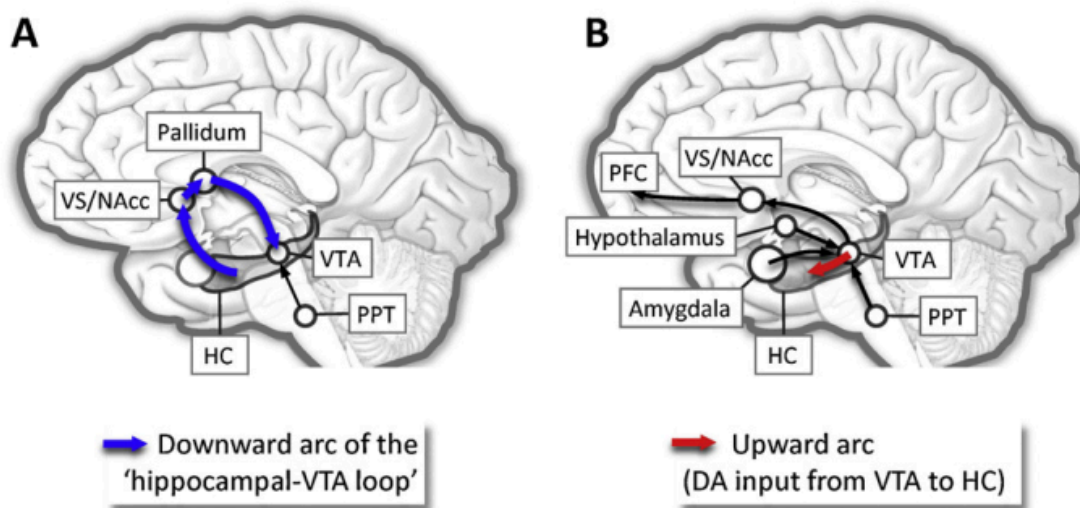 A
Pallidum
VS/NAcc
VTA
PPT
HC
Downward arc of the
‘hippocampal-VTA loop’
B
PFC
VS/NAcc
Hypothalamus
VTA
Amygdala
PPT
HC
Upward arc
(DA input from VTA to HC)